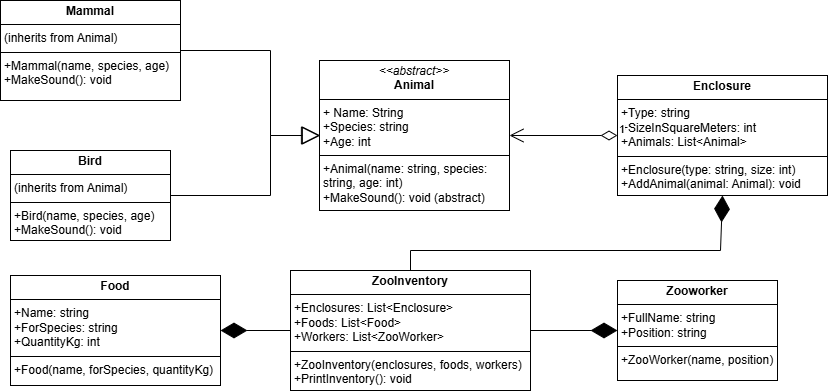 Mammal
(inherits from Animal)
+Mammal(name, species, age)
+MakeSound(): void
<<abstract>>
Animal
+ Name: String
+Species: string
+Age: int
+Animal(name: string, species:
string, age: int)
+MakeSound(): void (abstract)
Enclosure
+Type: string
+SizeInSquareMeters: int
+Animals: List<Animal>
+Enclosure(type: string, size: int)
+AddAnimal(animal: Animal): void
1
Bird
(inherits from Animal)
+Bird(name, species, age)
+MakeSound(): void
Food
+Name: string
+ForSpecies: string
+QuantityKg: int
+Food(name, forSpecies, quantityKg)
ZooInventory
+Enclosures: List<Enclosure>
+Foods: List<Food>
+Workers: List<ZooWorker>
+ZooInventory(enclosures, foods, workers)
+PrintInventory(): void
Zooworker
+FullName: string
+Position: string
+ZooWorker(name, position)